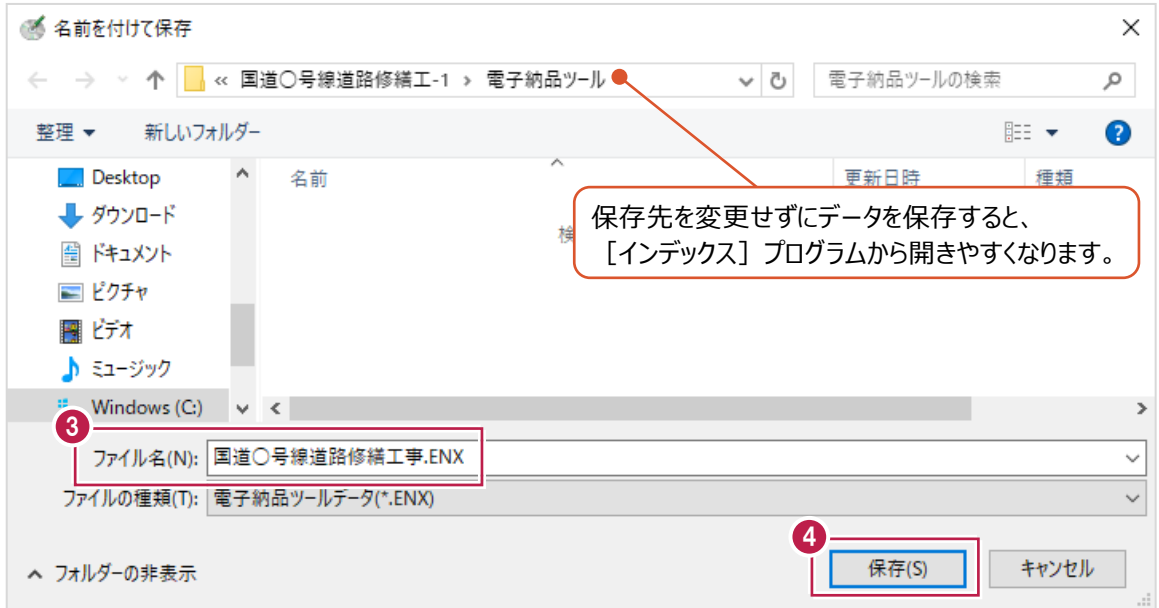 名前を付けて保存
« 国道〇号線道路修繕工-1 › 電子納品ツール
電子納品ツールの検索
整理
新しいフォルダー
Desktop
ダウンロード
ドキュメント
ピクチャ
ビデオ
ミュージック
Windows (C:)
名前
更新日時
種類
検
保存先を変更せずにデータを保存すると、
［インデックス］プログラムから開きやすくなります。
3
ファイル名(N): 国道〇号線道路修繕工事.ENX
ファイルの種類(T): 電子納品ツールデータ(*.ENX)
4
フォルダーの非表示
保存(S)
キャンセル